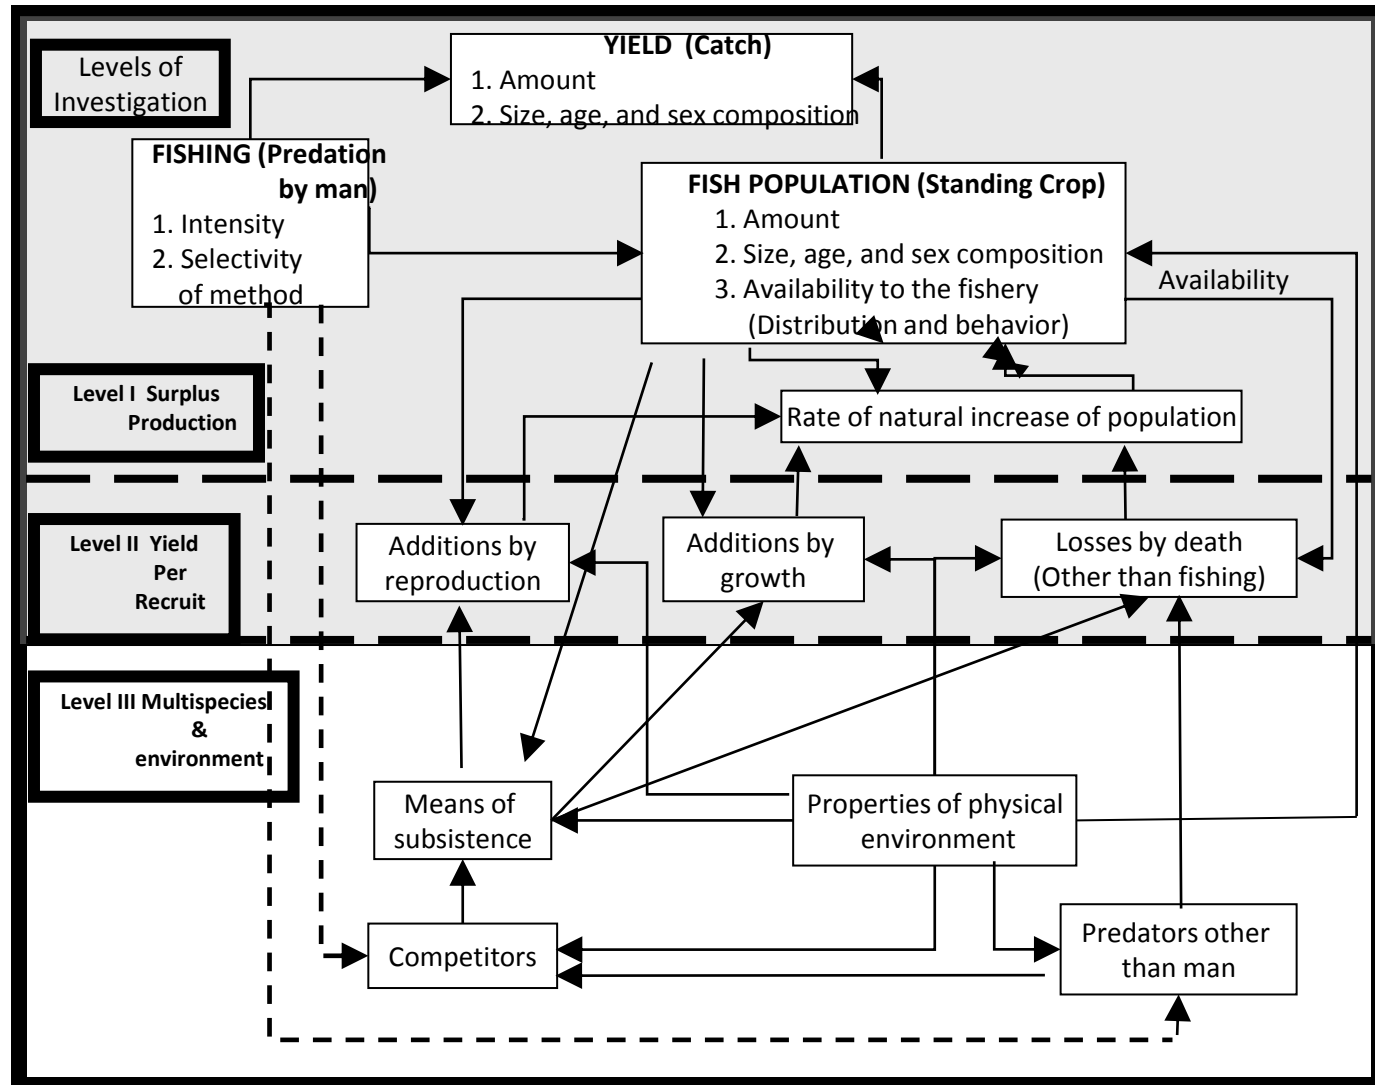 Levels of
Investigation
YIELD (Catch)
1. Amount
2. Size, age, and sex composition
FISHING (Predation
by man)
1. Intensity
2. Selectivity
of method
FISH POPULATION (Standing Crop)
1. Amount
2. Size, age, and sex composition
3. Availability to the fishery
(Distribution and behavior)
Availability
Level I Surplus
Production
Rate of natural increase of population
Level II Yield
Per
Recruit
Additions by
reproduction
Additions by
growth
Losses by death
(Other than fishing)
Level III Multispecies
&
environment
Means of
subsistence
Properties of physical
environment
Competitors
Predators other
than man